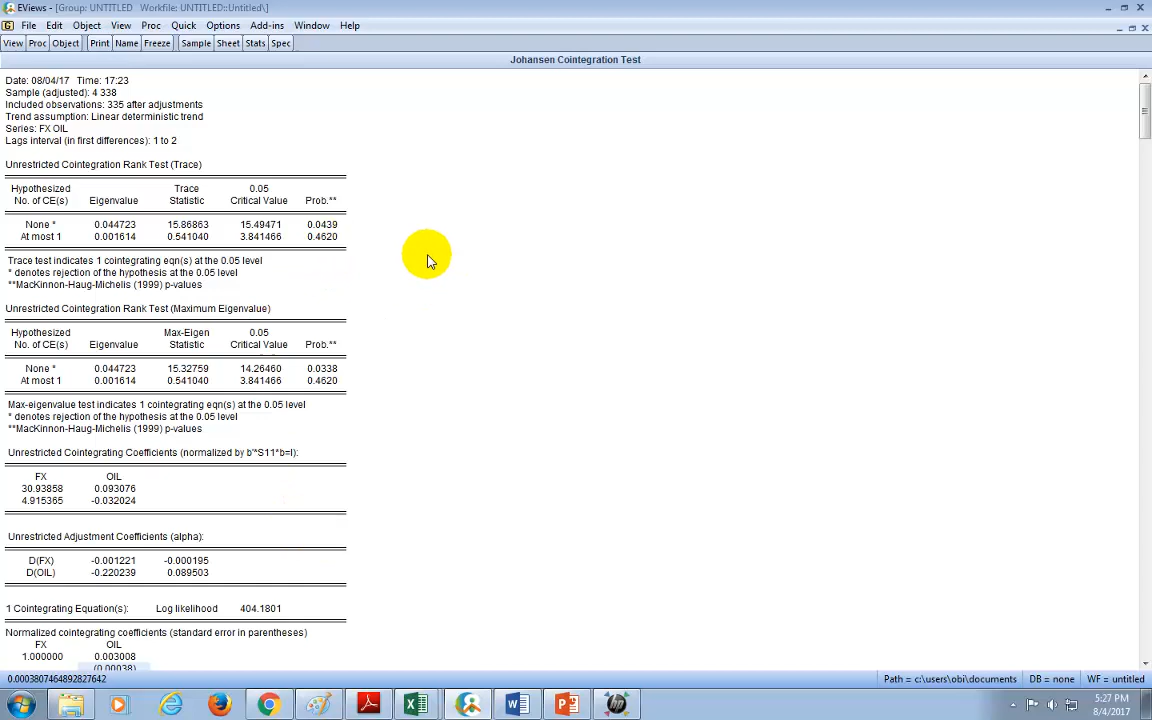 EViews - [Group: UNTITLED   Workfile: UNTITLED::Untitled\]
File Edit Object View Proc Quick Options Add-ins Window Help
View Proc Object Print Name Freeze Sample Sheet Stats Spec
Johansen Cointegration Test
Date: 08/04/17   Time: 17:23
Sample (adjusted): 4 338
Included observations: 335 after adjustments
Trend assumption: Linear deterministic trend
Series: FX OIL
Lags interval (in first differences): 1 to 2
Unrestricted Cointegration Rank Test (Trace)
Hypothesized Trace 0.05
No. of CE(s) Eigenvalue Statistic Critical Value Prob.**
None * 0.044723 15.86863 15.49471 0.0439
At most 1 0.001614 0.541040 3.841466 0.4620
Trace test indicates 1 cointegrating eqn(s) at the 0.05 level
* denotes rejection of the hypothesis at the 0.05 level
**MacKinnon-Haug-Michelis (1999) p-values
Unrestricted Cointegration Rank Test (Maximum Eigenvalue)
Hypothesized Max-Eigen 0.05
No. of CE(s) Eigenvalue Statistic Critical Value Prob.**
None * 0.044723 15.32759 14.26460 0.0338
At most 1 0.001614 0.541040 3.841466 0.4620
Max-eigenvalue test indicates 1 cointegrating eqn(s) at the 0.05 level
* denotes rejection of the hypothesis at the 0.05 level
**MacKinnon-Haug-Michelis (1999) p-values
Unrestricted Cointegrating Coefficients (normalized by b'*S11*b=I):
FX OIL
30.93858 0.093076
4.915365 -0.032024
Unrestricted Adjustment Coefficients (alpha):
D(FX) -0.001221 -0.000195
D(OIL) -0.220239 0.089503
1 Cointegrating Equation(s): Log likelihood 404.1801
Normalized cointegrating coefficients (standard error in parentheses)
FX OIL
1.000000 0.003008
(0.00038)
0.0003807464892827642 Path = c:\users\obi\documents DB = none WF = untitled
5:27 PM
8/4/2017